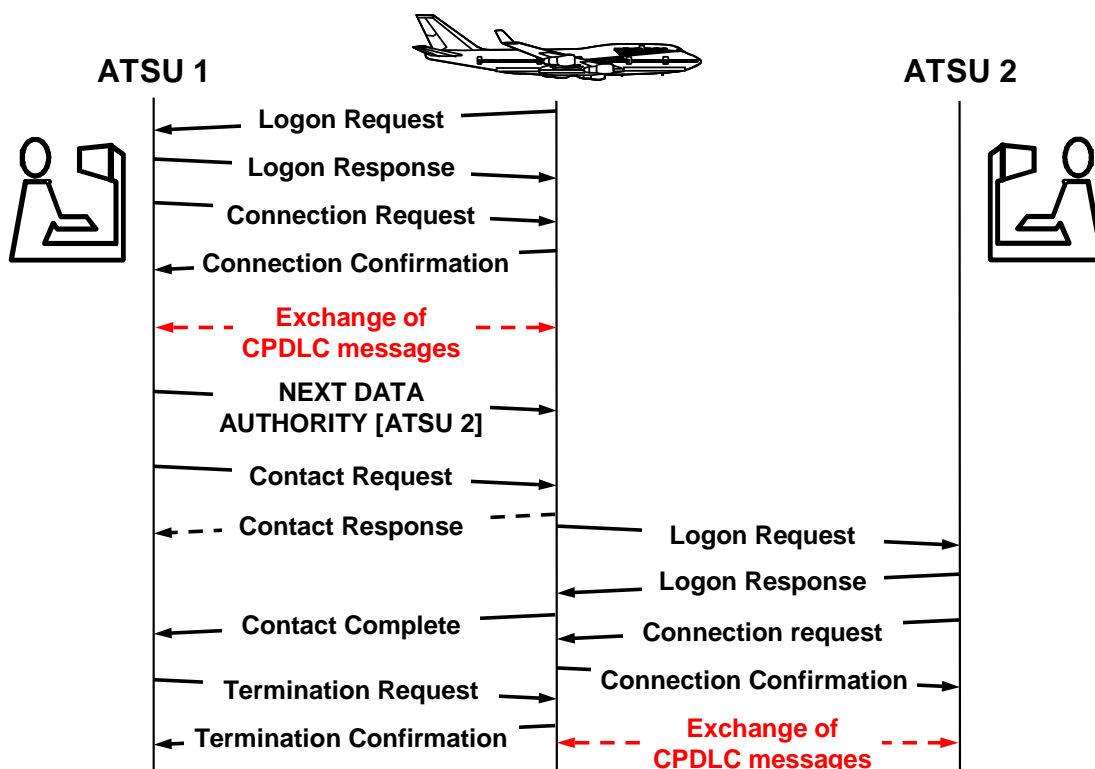 ATSU 1
ATSU 2
Logon Request
Logon Response
Connection Request
Connection Confirmation
Exchange of
CPDLC messages
NEXT DATA
AUTHORITY [ATSU 2]
Contact Request
Contact Response
Logon Request
Logon Response
Contact Complete
Connection request
Connection Confirmation
Termination Request
Termination Confirmation
Exchange of
CPDLC messages